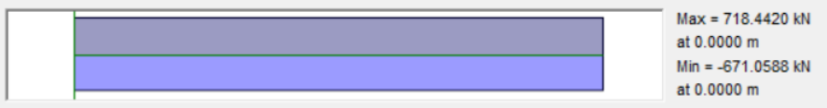 Max = 718.4420 kN
at 0.0000 m
Min = -671.0588 kN
at 0.0000 m